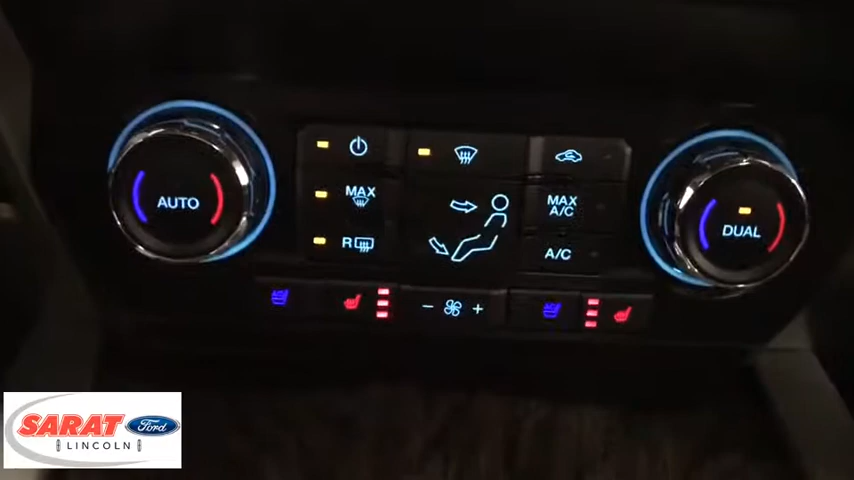 AUTO
MAX
R
MAX
A/C
A/C
DUAL
- +
SARAT Ford
LINCOLN